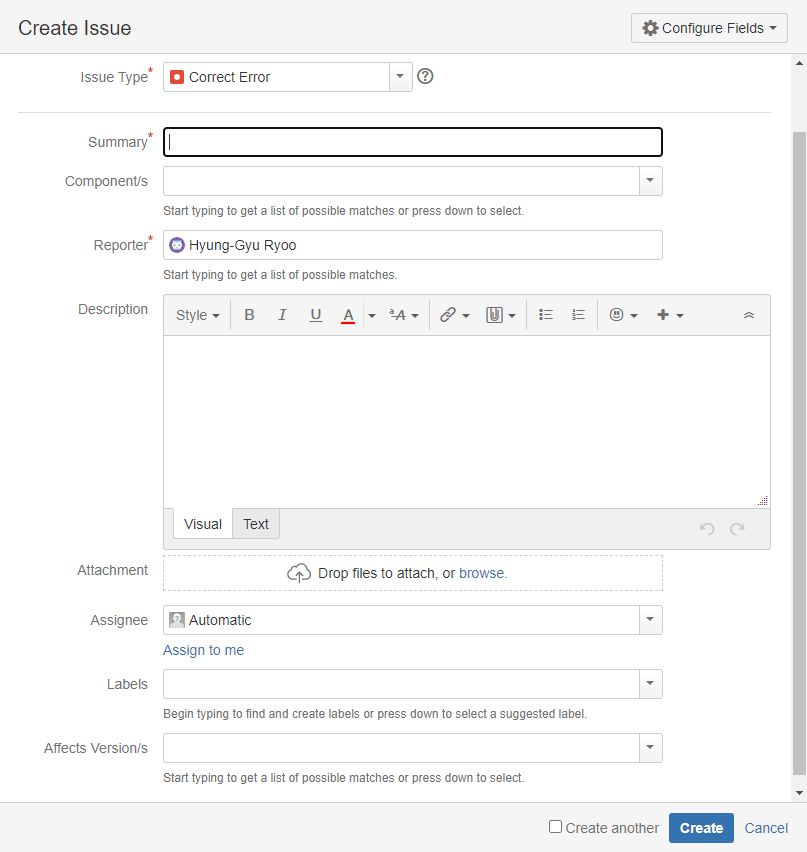 Create Issue
Configure Fields
Issue Type*
Correct Error
Summary*
Component/s
Start typing to get a list of possible matches or press down to select.
Reporter*
Hyung-Gyu Ryoo
Start typing to get a list of possible matches.
Description
Style B I U A ªA
Visual Text
Attachment
Drop files to attach, or browse.
Assignee
Automatic
Assign to me
Labels
Begin typing to find and create labels or press down to select a suggested label.
Affects Version/s
Start typing to get a list of possible matches or press down to select.
Create another Create Cancel